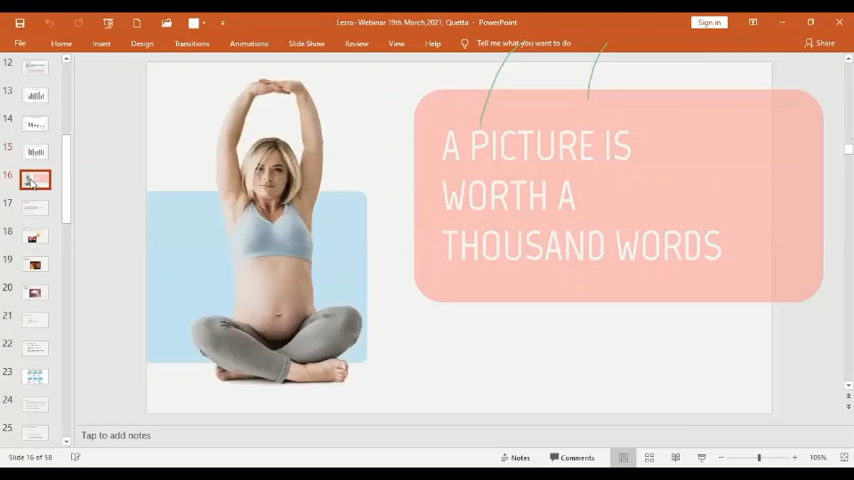 Lezra- Webinar 19th March,2021, Quetta - PowerPoint
Sign in
File Home Insert Design Transitions Animations Slide Show Review View Help Tell me what you want to do Share
12
13
14
15
16
17
18
19
20
21
22
23
24
25
A PICTURE IS
WORTH A
THOUSAND WORDS
Tap to add notes
Slide 16 of 58 Notes Comments 105%